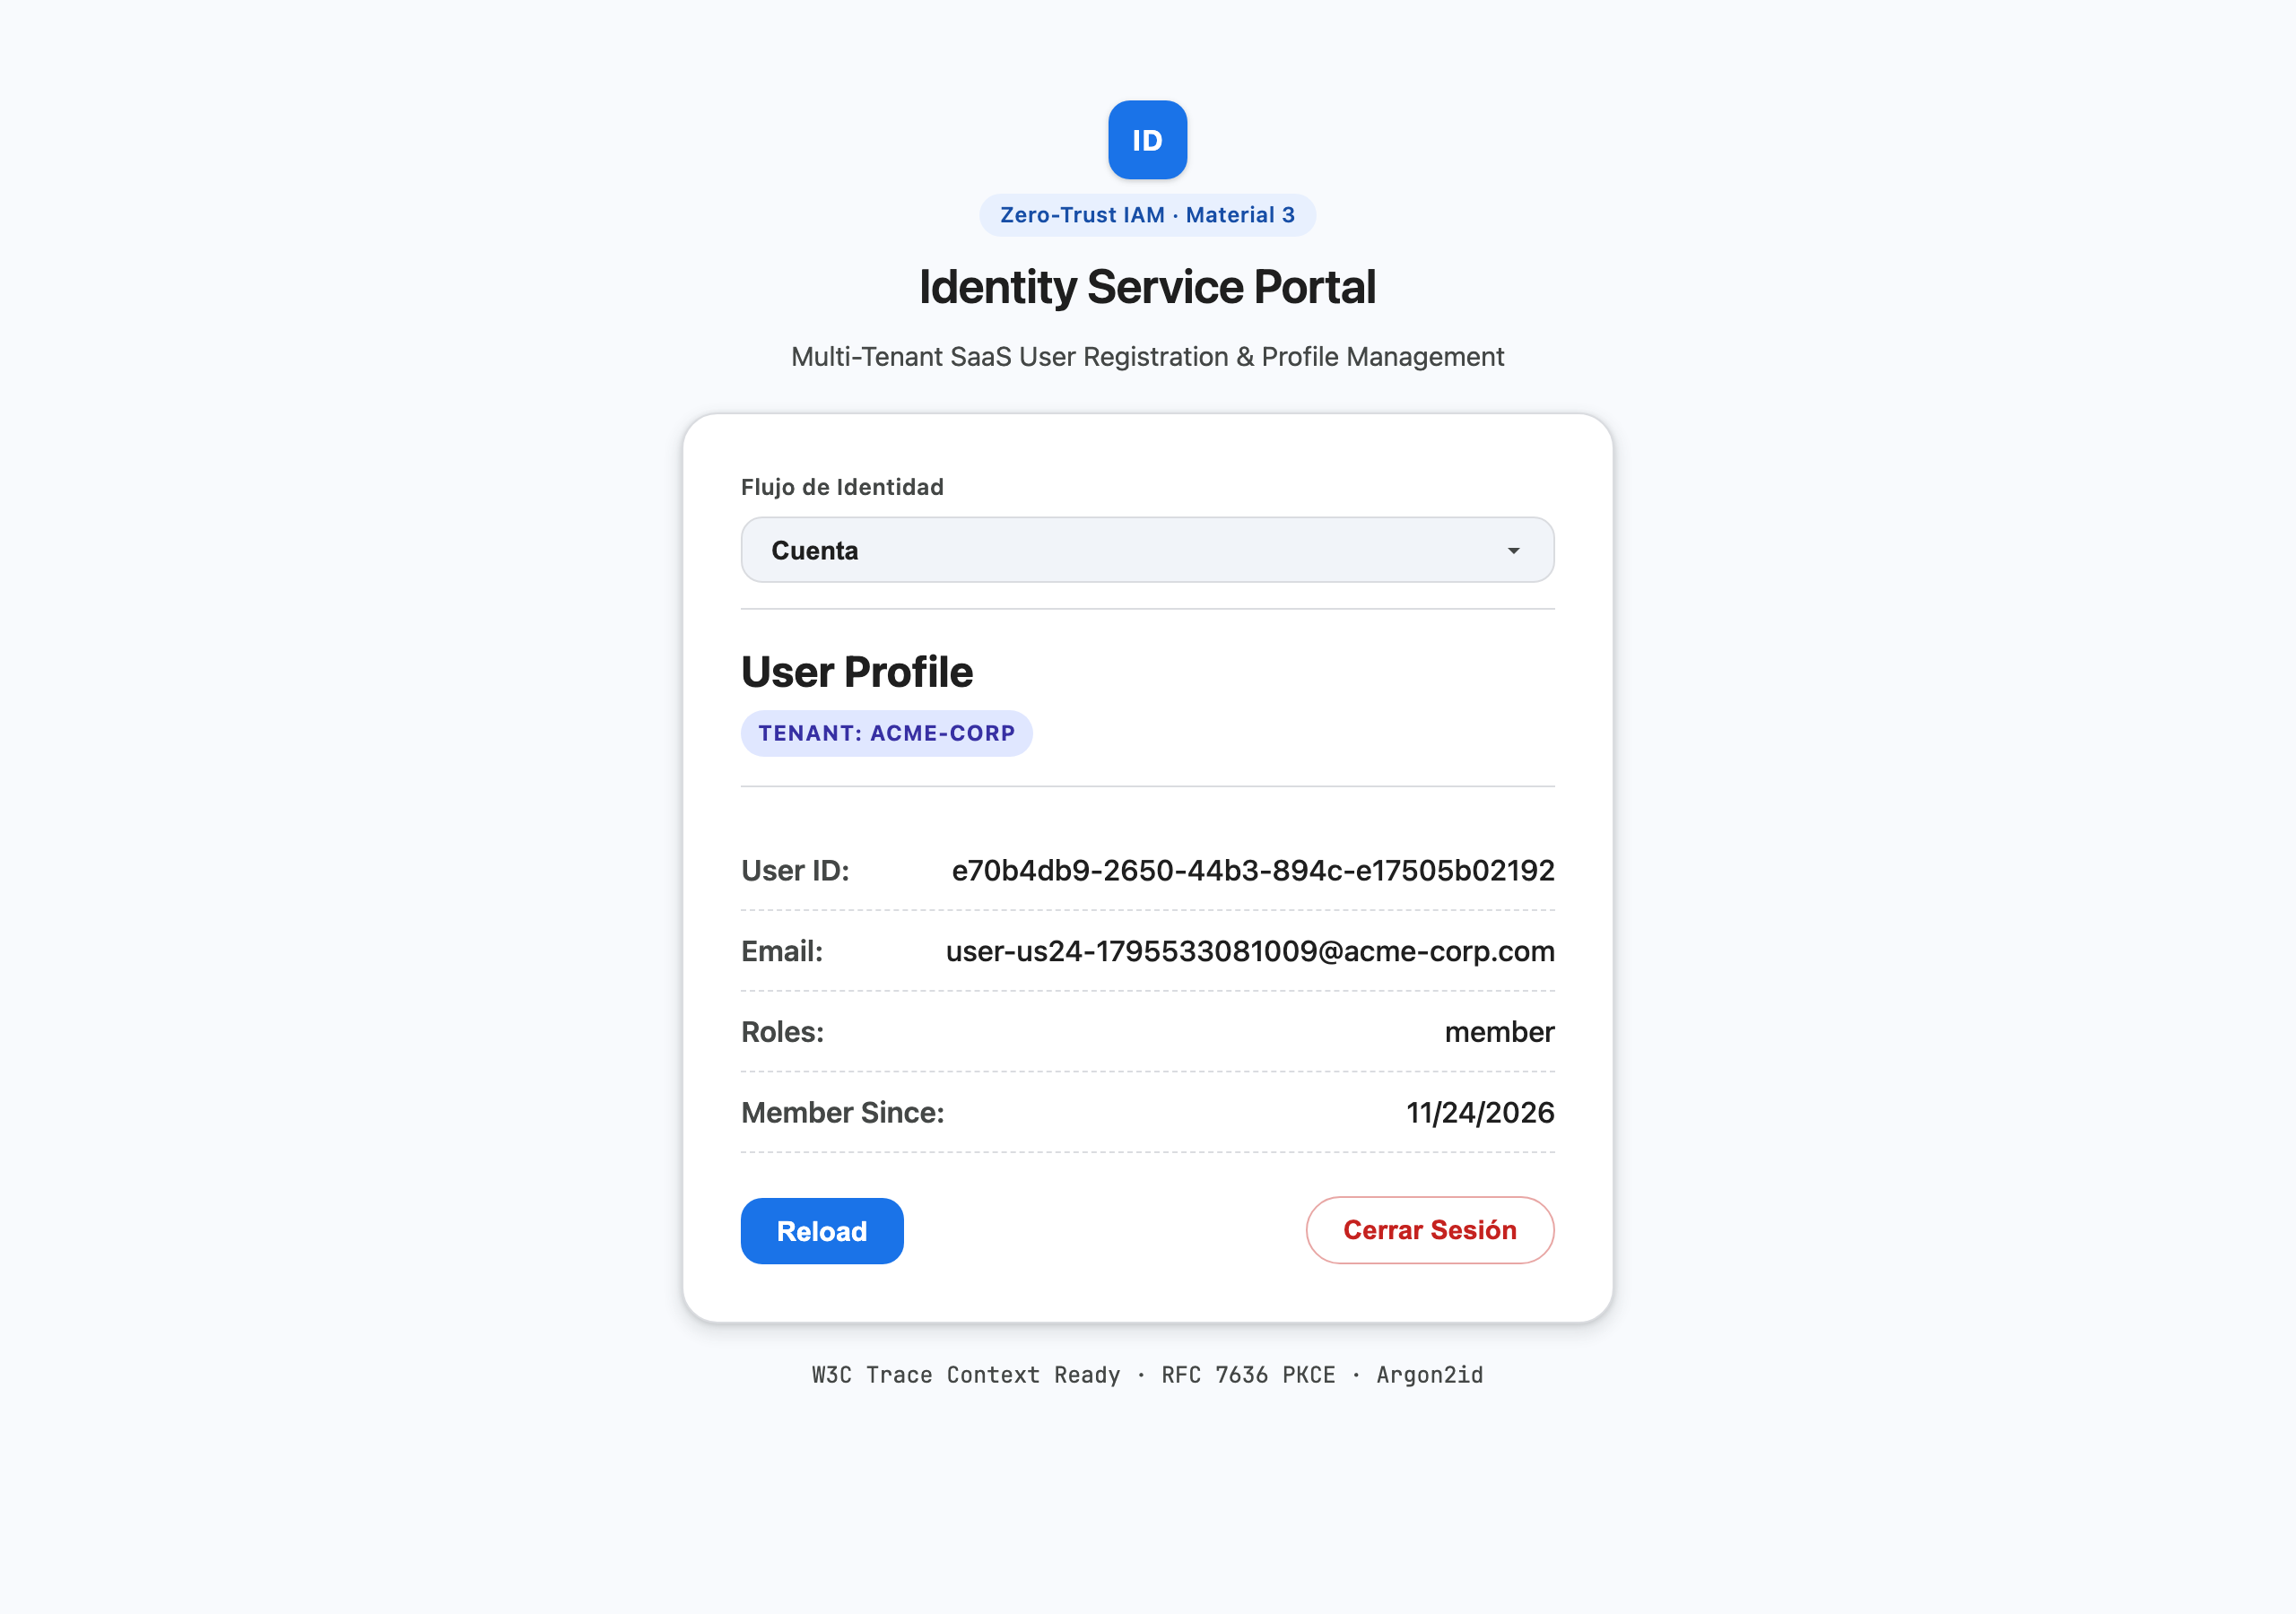 ID
Zero-Trust IAM · Material 3
Identity Service Portal
Multi-Tenant SaaS User Registration & Profile Management
Flujo de Identidad
Cuenta
User Profile
TENANT: ACME-CORP
User ID: e70b4db9-2650-44b3-894c-e17505b02192
Email: user-us24-1795533081009@acme-corp.com
Roles: member
Member Since: 11/24/2026
Reload Cerrar Sesión
W3C Trace Context Ready · RFC 7636 PKCE · Argon2id